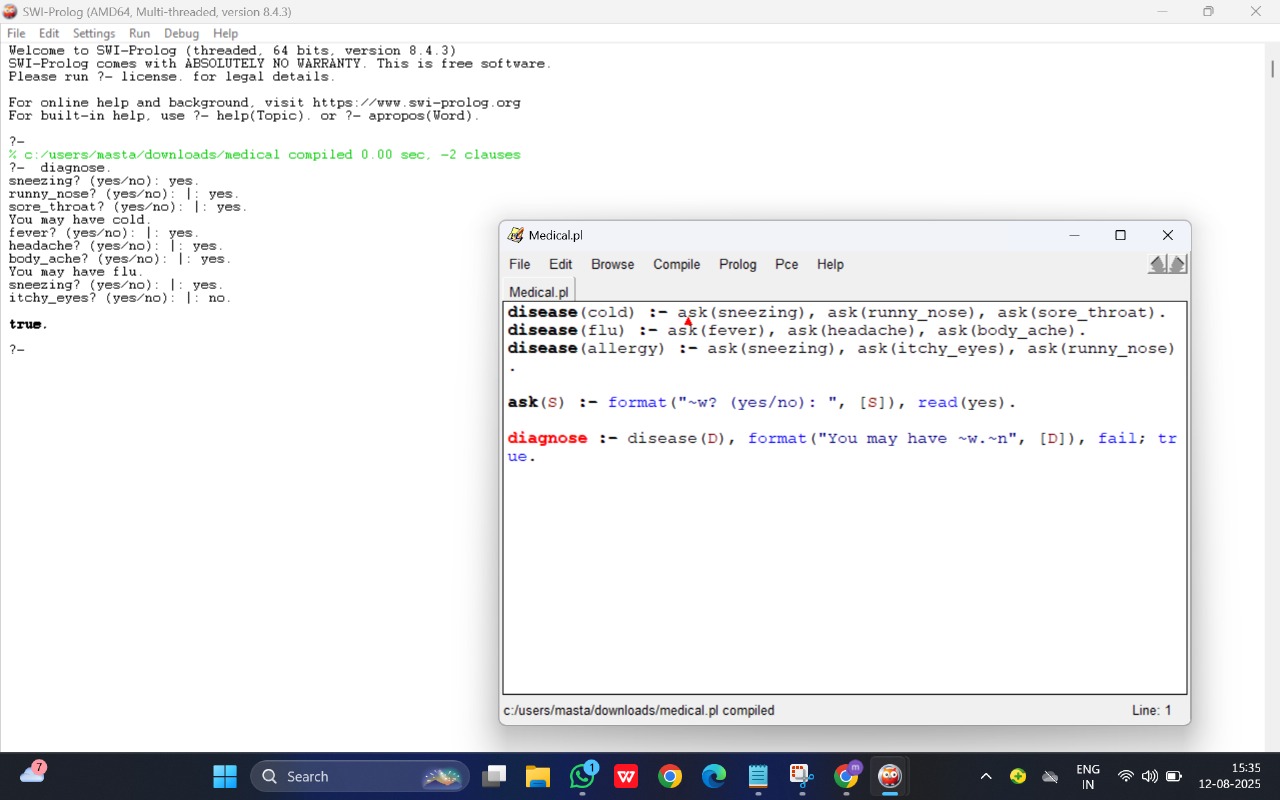 SWI-Prolog (AMD64, Multi-threaded, version 8.4.3)
File Edit Settings Run Debug Help
Welcome to SWI-Prolog (threaded, 64 bits, version 8.4.3)
SWI-Prolog comes with ABSOLUTELY NO WARRANTY. This is free software.
Please run ?- license. for legal details.
For online help and background, visit https://www.swi-prolog.org
For built-in help, use ?- help(Topic). or ?- apropos(Word).
?-
% c:/users/masta/downloads/medical compiled 0.00 sec, -2 clauses
?-  diagnose.
sneezing? (yes/no): yes.
runny_nose? (yes/no): |: yes.
sore_throat? (yes/no): |: yes.
You may have cold.
fever? (yes/no): |: yes.
headache? (yes/no): |: yes.
body_ache? (yes/no): |: yes.
You may have flu.
sneezing? (yes/no): |: yes.
itchy_eyes? (yes/no): |: no.
true.
?-
Medical.pl
File Edit Browse Compile Prolog Pce Help
Medical.pl
disease(cold) :- ask(sneezing), ask(runny_nose), ask(sore_throat).
disease(flu) :- ask(fever), ask(headache), ask(body_ache).
disease(allergy) :- ask(sneezing), ask(itchy_eyes), ask(runny_nose)
.
ask(S) :- format("~w? (yes/no): ", [S]), read(yes).
diagnose :- disease(D), format("You may have ~w.~n", [D]), fail; tr
ue.
c:/users/masta/downloads/medical.pl compiled
Line: 1
7
Search
1
W
m
ENG
IN
15:35
12-08-2025